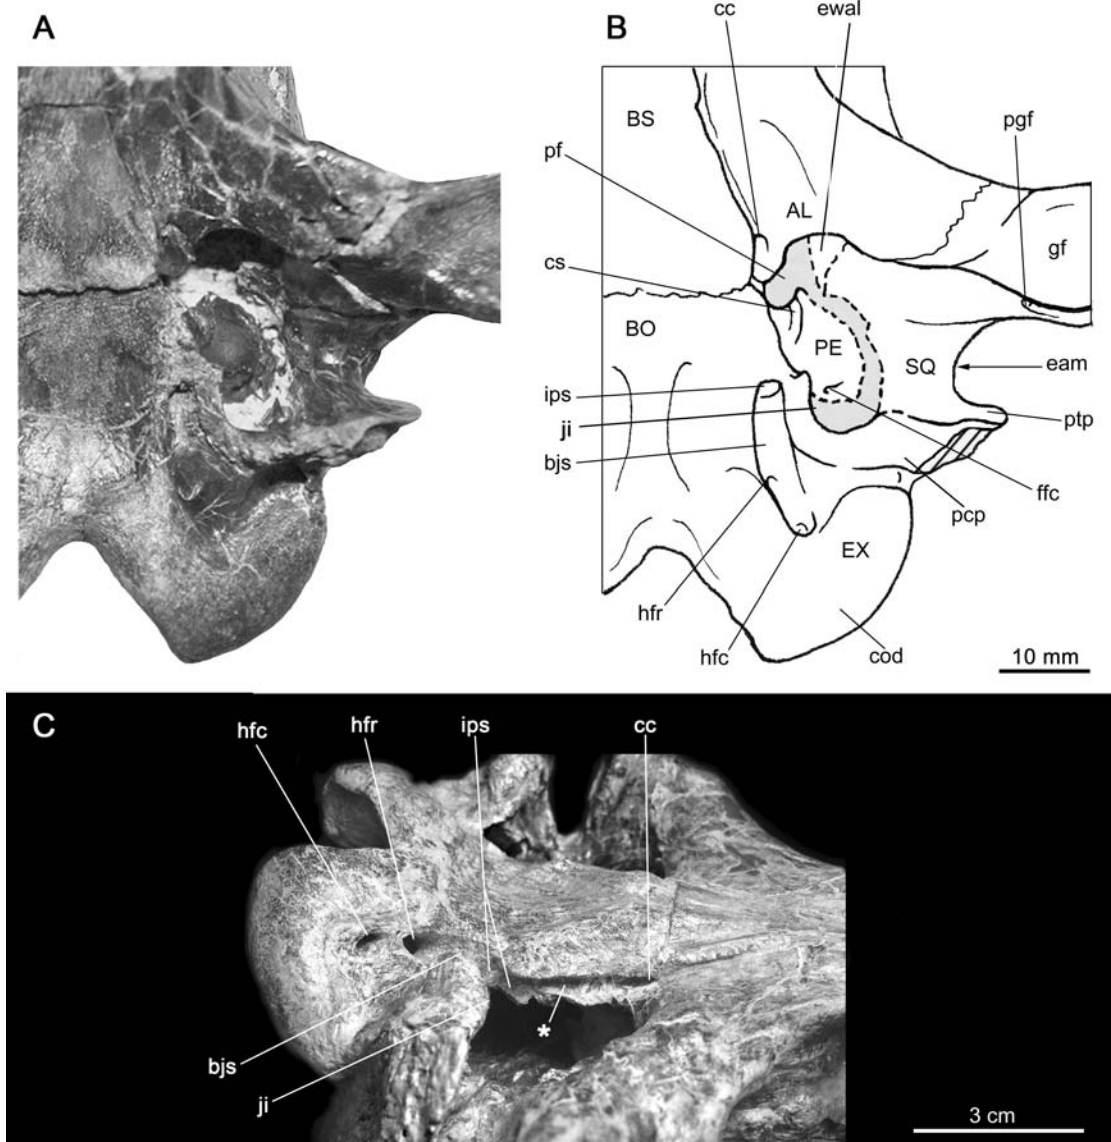 A
B
cc
ewal
BS
pgf
pf
AL
gf
cs
BO
PE
SQ
eam
ips
ji
ptp
bjs
ffc
pcp
EX
hfr
hfc
cod
10 mm
C
hfc
hfr
ips
cc
*
bjs
ji
3 cm